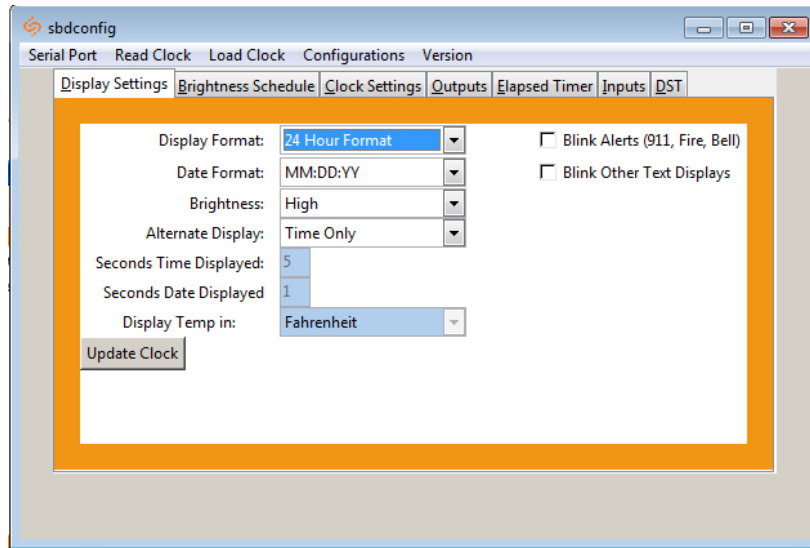 sbdconfig
Serial Port Read Clock Load Clock Configurations Version
Display Settings Brightness Schedule Clock Settings Outputs Elapsed Timer Inputs DST
Display Format: 24 Hour Format Blink Alerts (911, Fire, Bell)
Date Format: MM:DD:YY Blink Other Text Displays
Brightness: High
Alternate Display: Time Only
Seconds Time Displayed: 5
Seconds Date Displayed 1
Display Temp in: Fahrenheit
Update Clock